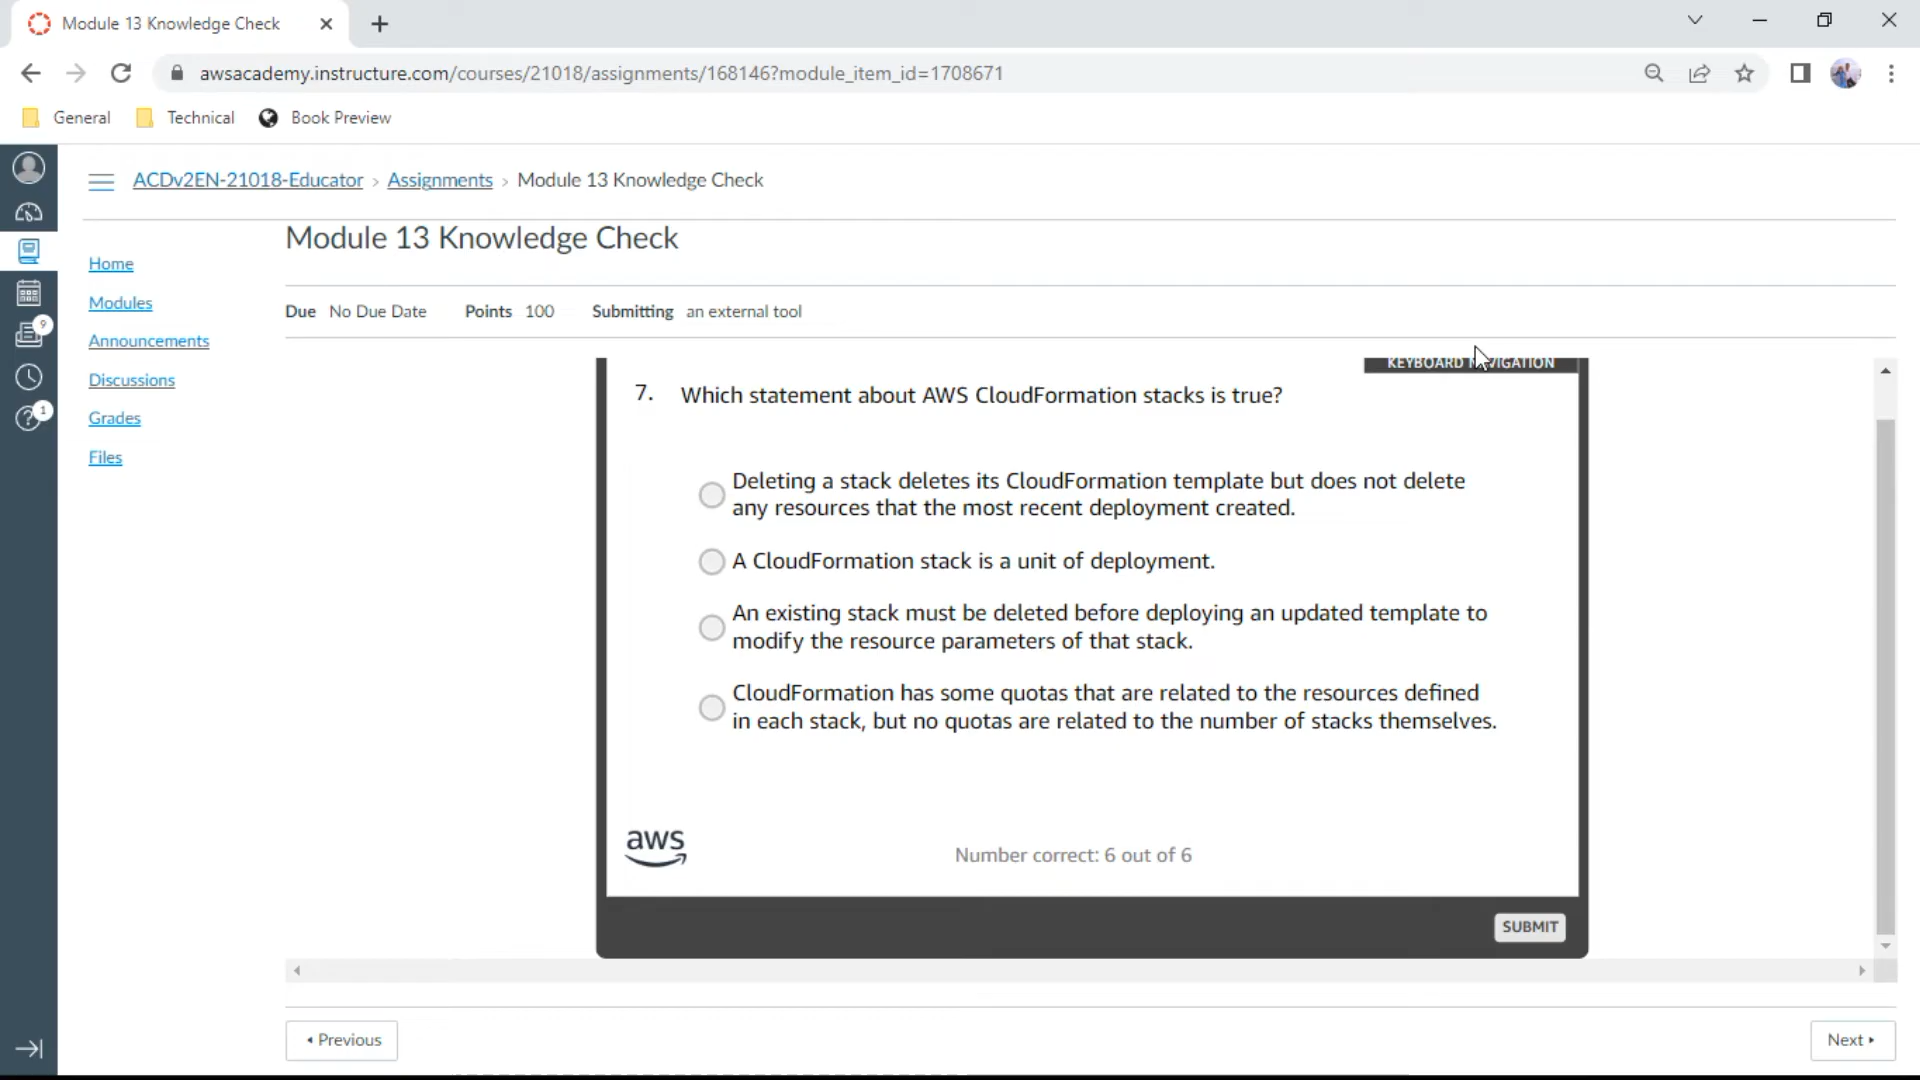 Module 13 Knowledge Check
awsacademy.instructure.com/courses/21018/assignments/168146?module_item_id=1708671
General Technical Book Preview
ACDv2EN-21018-Educator › Assignments › Module 13 Knowledge Check
Module 13 Knowledge Check
Home
Modules
Announcements
Discussions
Grades
Files
9
1
Due No Due Date Points 100 Submitting an external tool
KEYBOARD NAVIGATION
7. Which statement about AWS CloudFormation stacks is true?
Deleting a stack deletes its CloudFormation template but does not delete
any resources that the most recent deployment created.
A CloudFormation stack is a unit of deployment.
An existing stack must be deleted before deploying an updated template to
modify the resource parameters of that stack.
CloudFormation has some quotas that are related to the resources defined
in each stack, but no quotas are related to the number of stacks themselves.
aws
Number correct: 6 out of 6
SUBMIT
Previous
Next